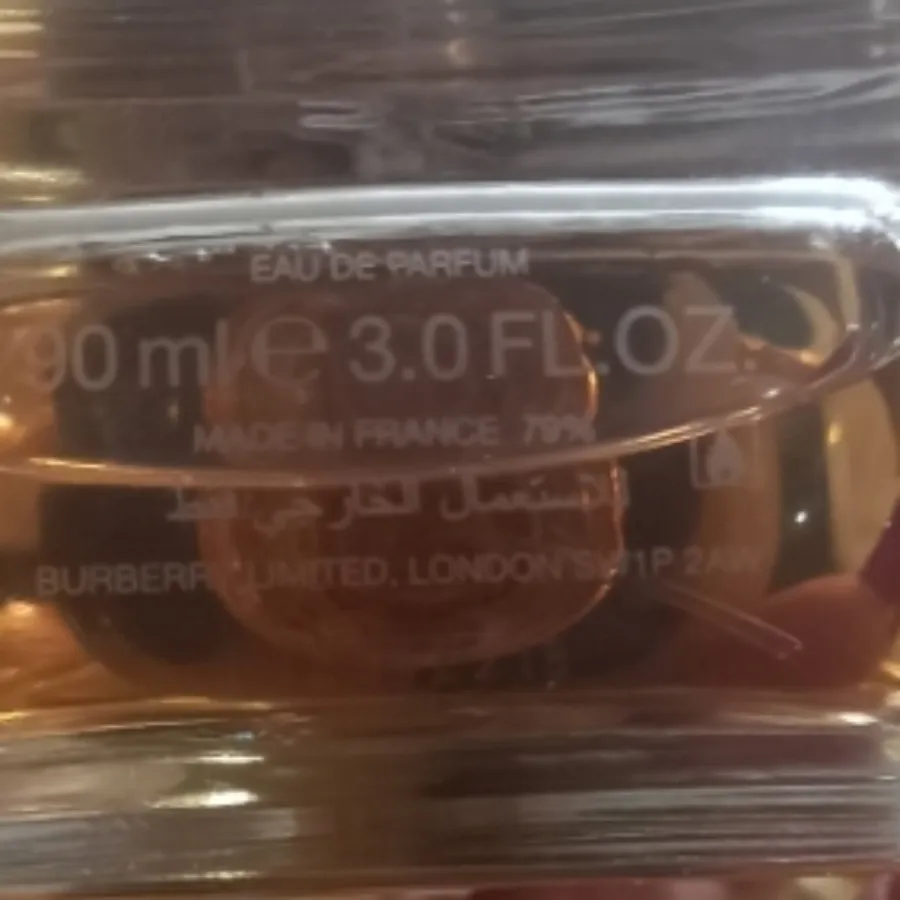 EAU DE PARFUM
90 ml e 3.0 FL.OZ.
MADE IN FRANCE 79%
للاستعمال الخارجي فقط
BURBERRY LIMITED, LONDON SW1P 2AW